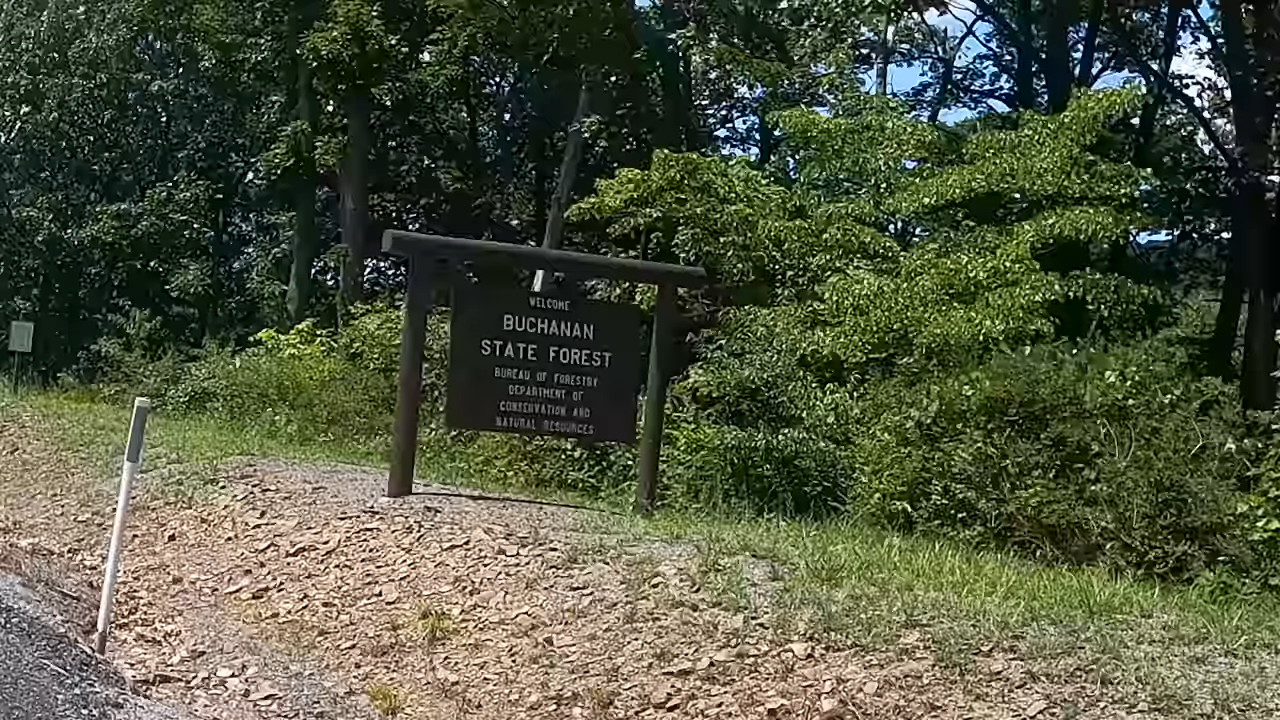 WELCOME
BUCHANAN
STATE FOREST
BUREAU OF FORESTRY
DEPARTMENT OF
CONSERVATION AND
NATURAL RESOURCES